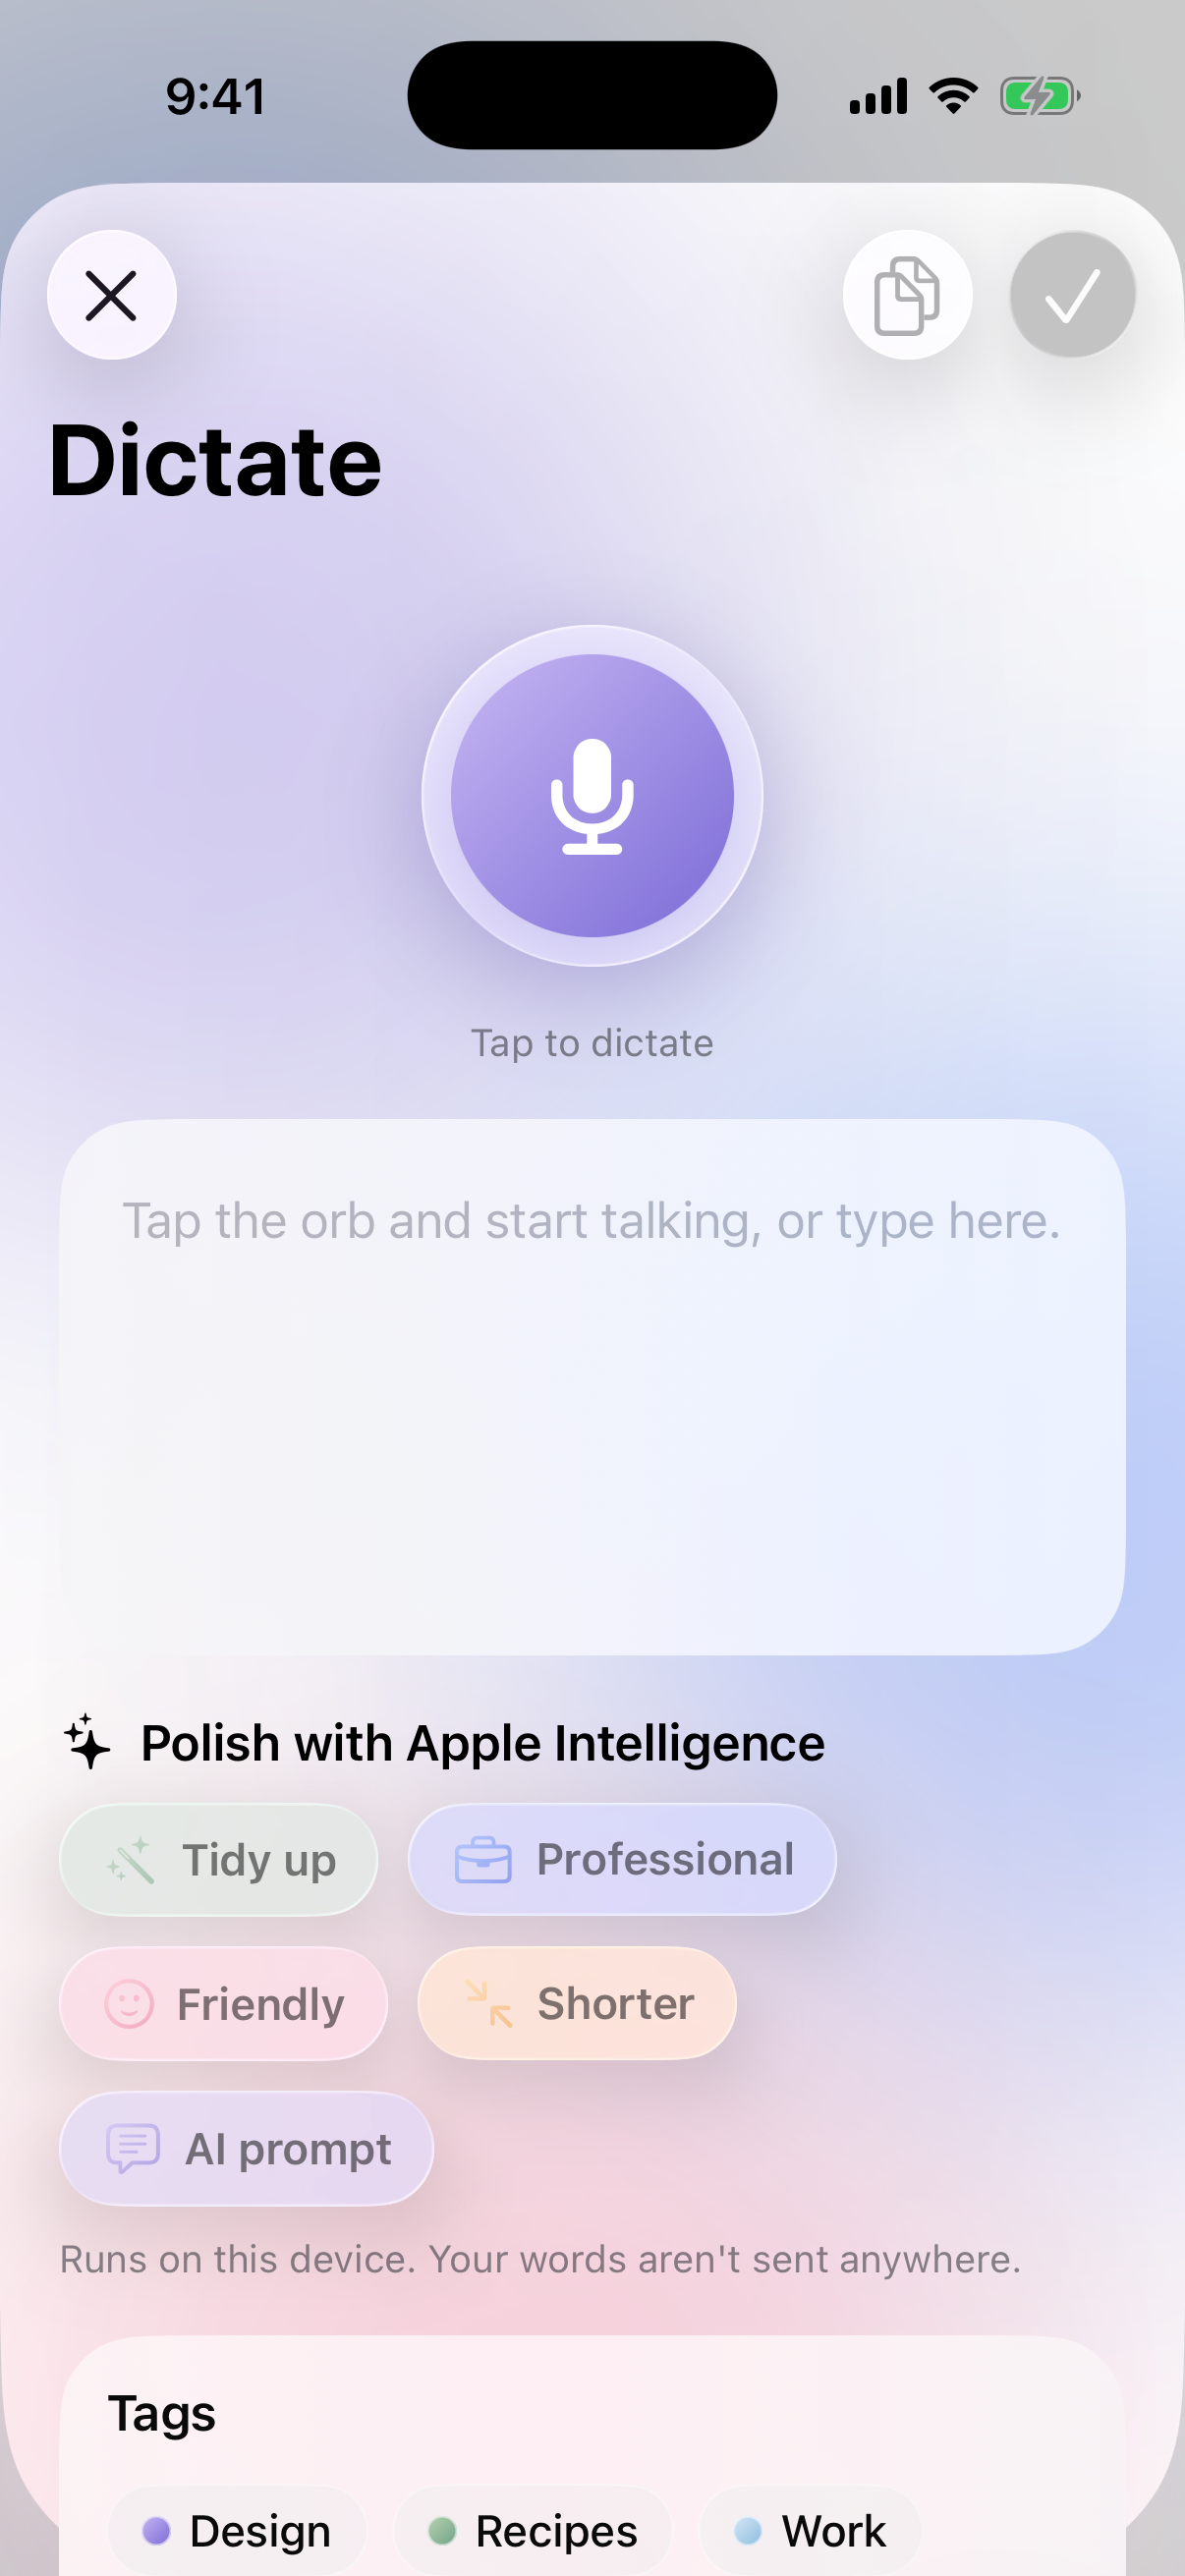 9:41
Dictate
Tap to dictate
Tap the orb and start talking, or type here.
Polish with Apple Intelligence
Tidy up
Professional
Friendly
Shorter
AI prompt
Runs on this device. Your words aren't sent anywhere.
Tags
Design
Recipes
Work